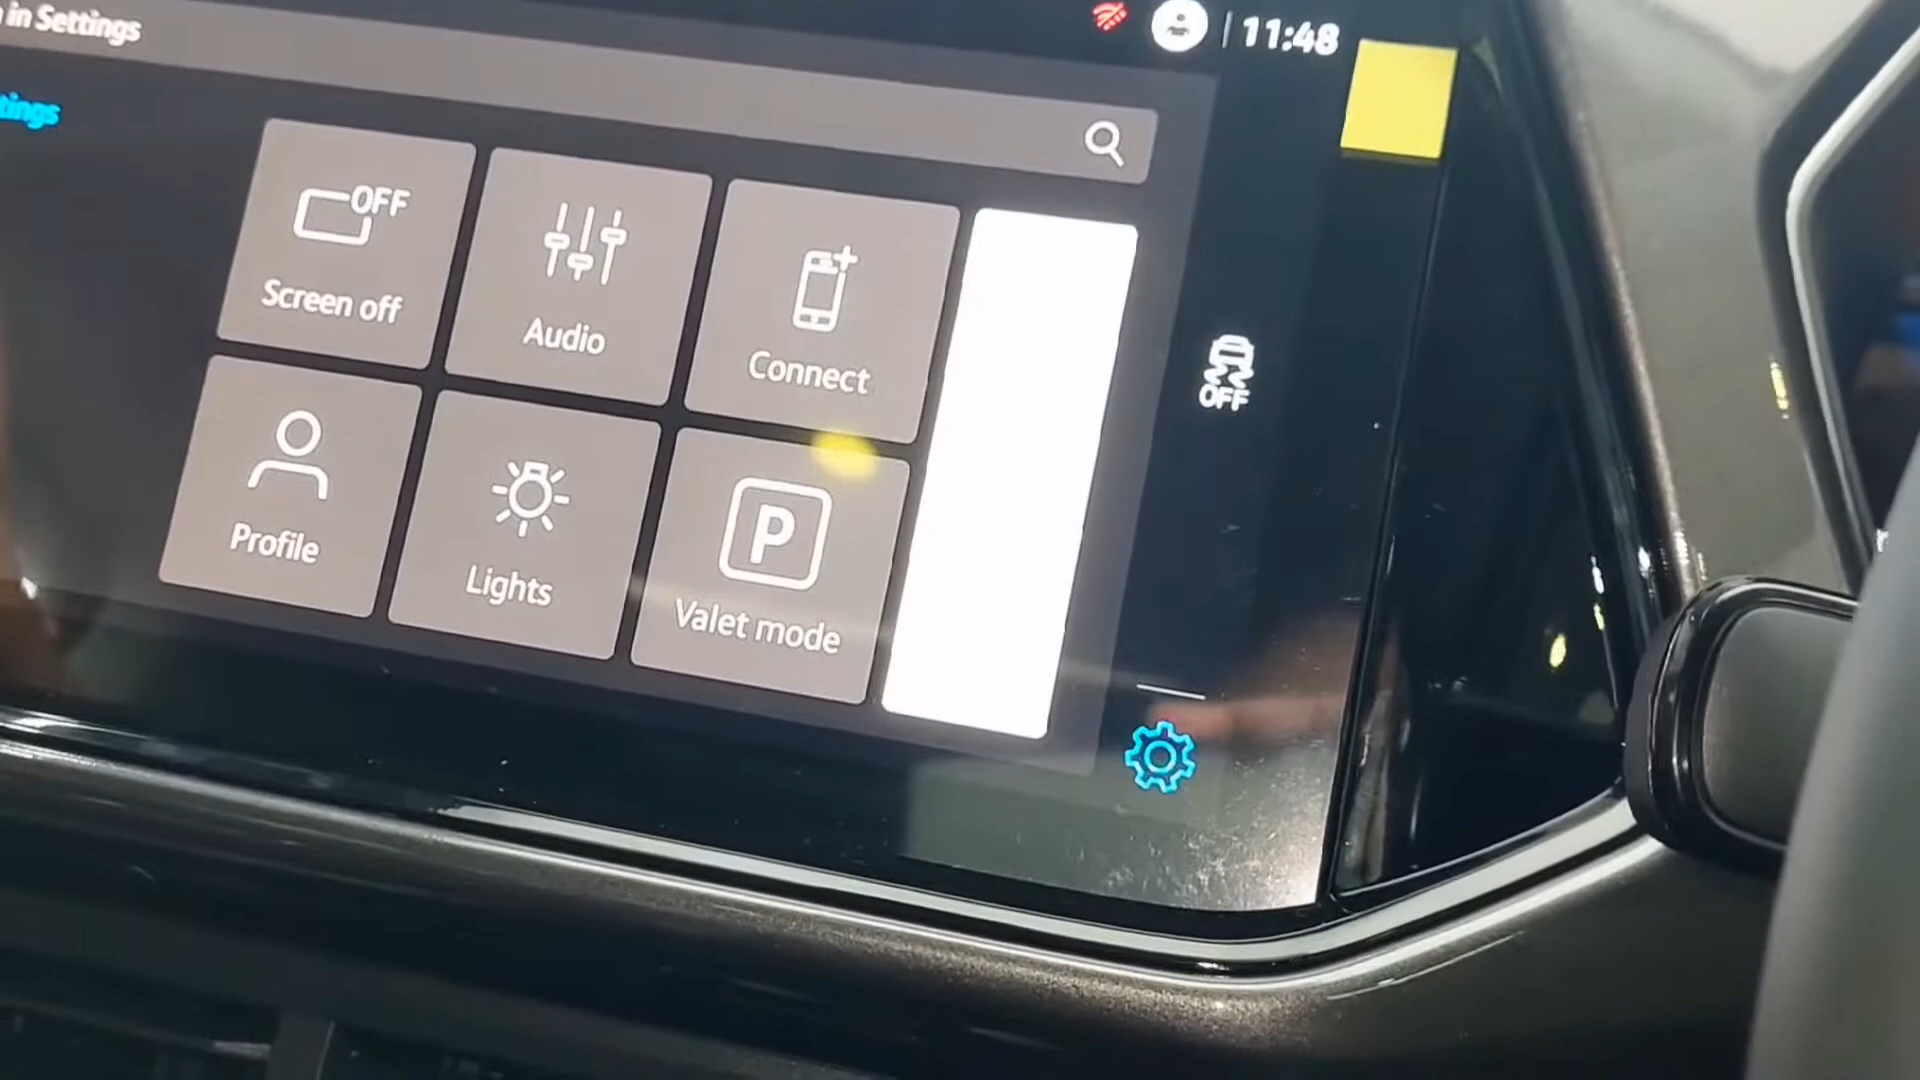 in Settings
11:48
tings
OFF
Screen off
Audio
Connect
OFF
Profile
Lights
P
Valet mode